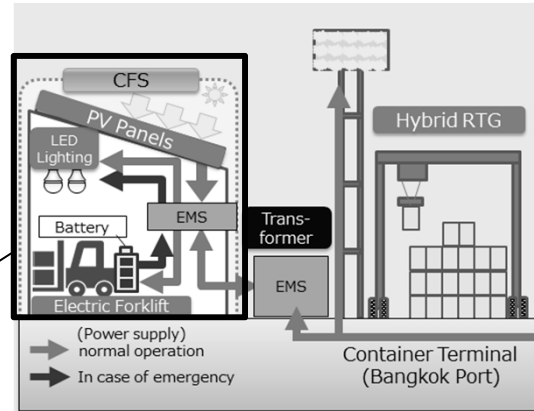 CFS
PV Panels
LED
Lighting
Battery
EMS
Electric Forklift
Trans-
former
EMS
Hybrid RTG
(Power supply)
normal operation
In case of emergency
Container Terminal
(Bangkok Port)